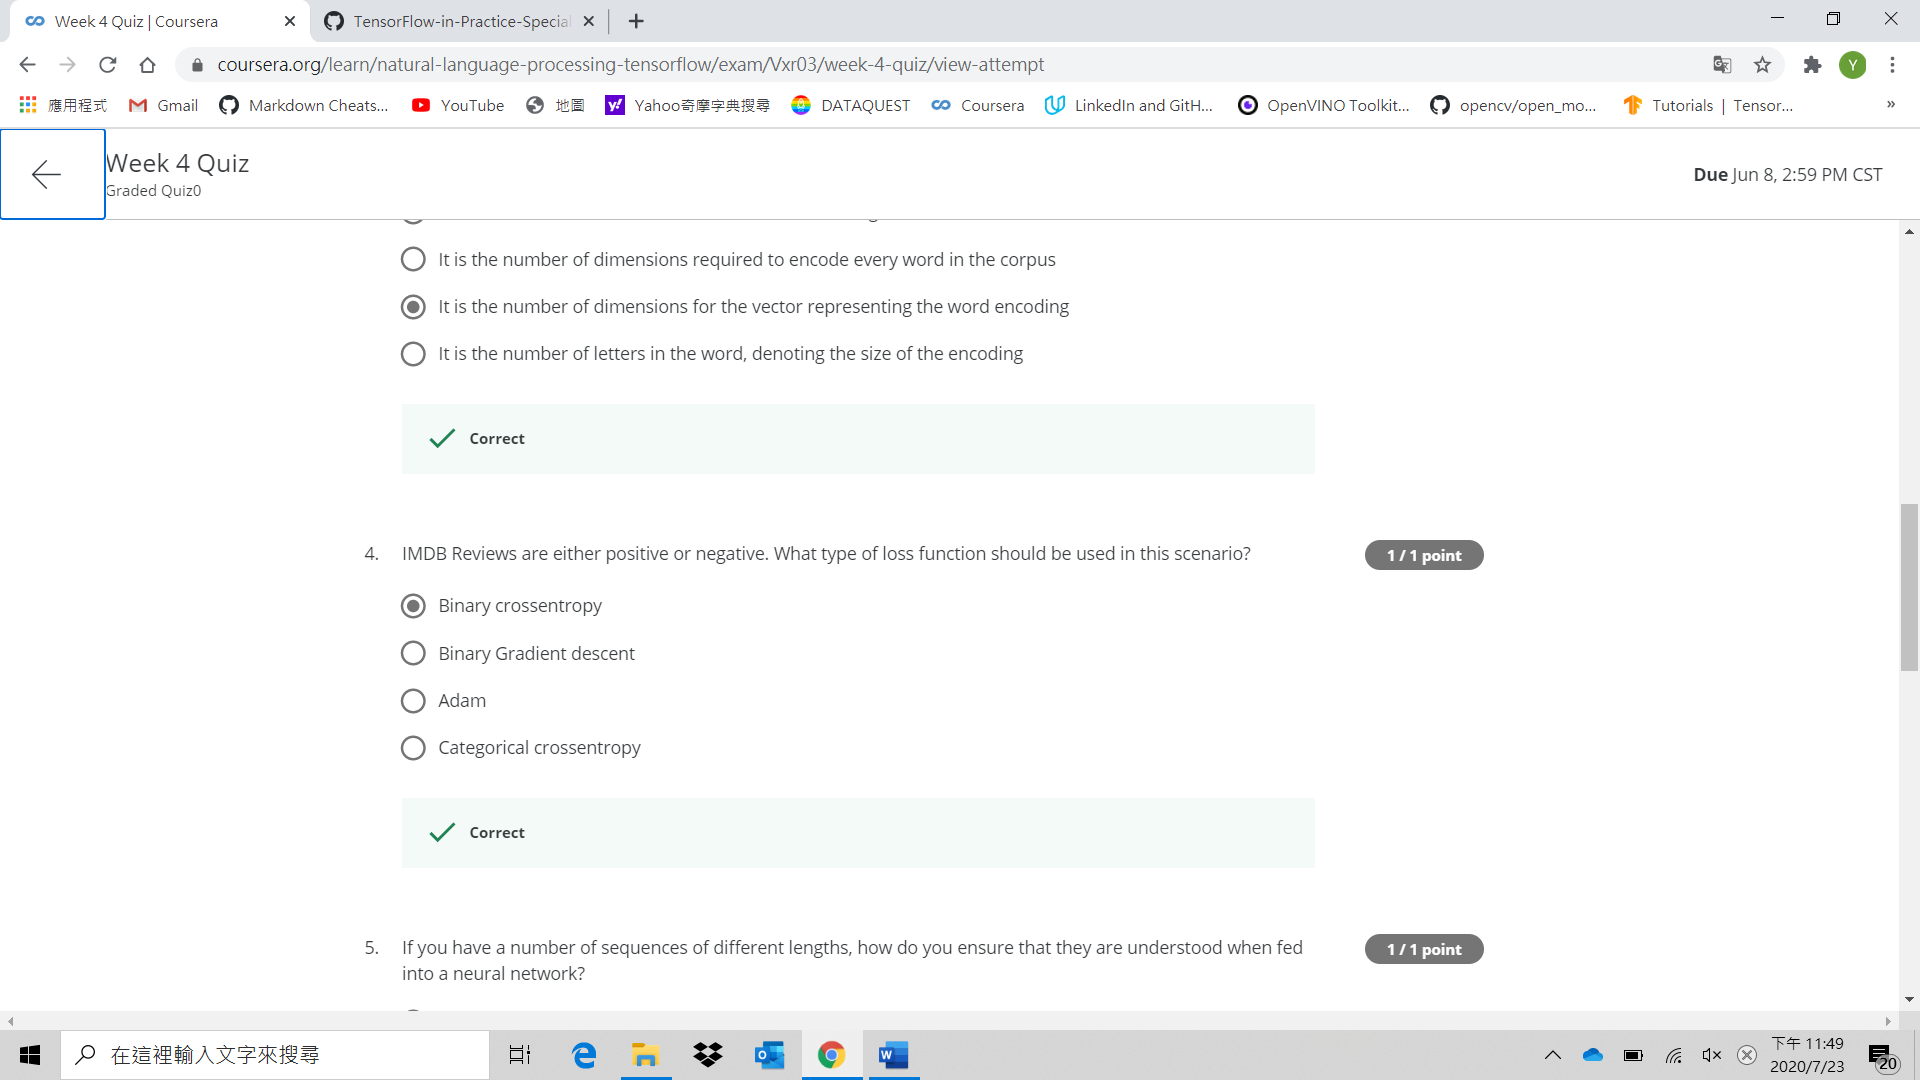 Week 4 Quiz | Coursera
TensorFlow-in-Practice-Special
coursera.org/learn/natural-language-processing-tensorflow/exam/Vxr03/week-4-quiz/view-attempt
Y
應用程式
Gmail
Markdown Cheats...
YouTube
地圖
Yahoo奇摩字典搜尋
DATAQUEST
Coursera
LinkedIn and GitH...
OpenVINO Toolkit...
opencv/open_mo...
Tutorials | Tensor...
»
Week 4 Quiz
Graded Quiz0
Due Jun 8, 2:59 PM CST
It is the number of dimensions required to encode every word in the corpus
It is the number of dimensions for the vector representing the word encoding
It is the number of letters in the word, denoting the size of the encoding
Correct
4. IMDB Reviews are either positive or negative. What type of loss function should be used in this scenario?
1 / 1 point
Binary crossentropy
Binary Gradient descent
Adam
Categorical crossentropy
Correct
5. If you have a number of sequences of different lengths, how do you ensure that they are understood when fed
into a neural network?
1 / 1 point
在這裡輸入文字來搜尋
下午 11:49
2020/7/23
20